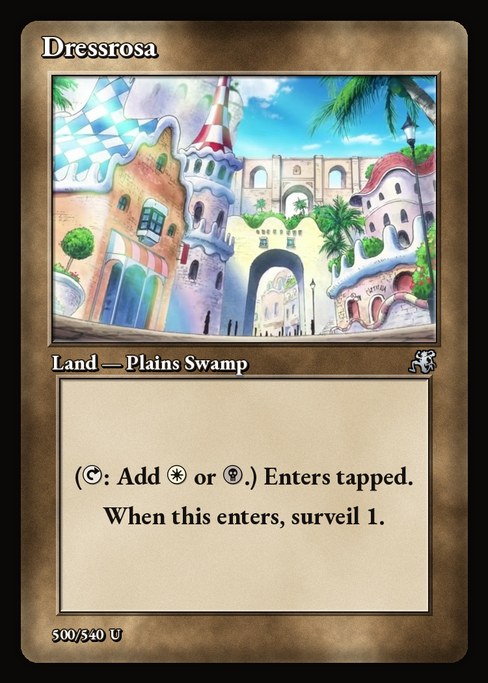 Dressrosa
Land — Plains Swamp
(: Add or .) Enters tapped.
When this enters, surveil 1.
500/540 U